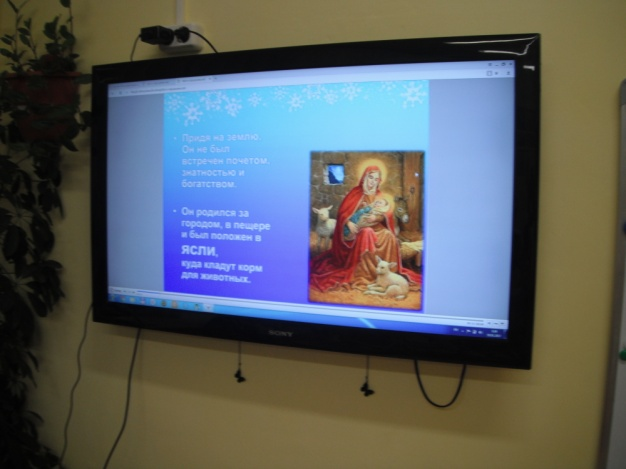 Придя на землю.
Он не был
встречен почетом,
знатностью и
богатством.
Он родился за
городом, в пещере
и был положен в
ясли,
куда кладут корм
для животных.
SONY